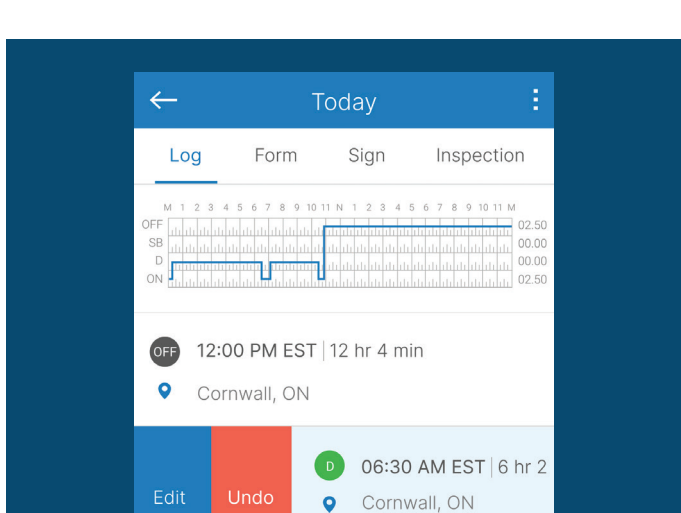 Today
Log Form Sign Inspection
M 1 2 3 4 5 6 7 8 9 10 11 N 1 2 3 4 5 6 7 8 9 10 11 M
OFF 02.50
SB 00.00
D 00.00
ON 02.50
OFF 12:00 PM EST | 12 hr 4 min
Cornwall, ON
D 06:30 AM EST | 6 hr 2
Edit Undo Cornwall, ON